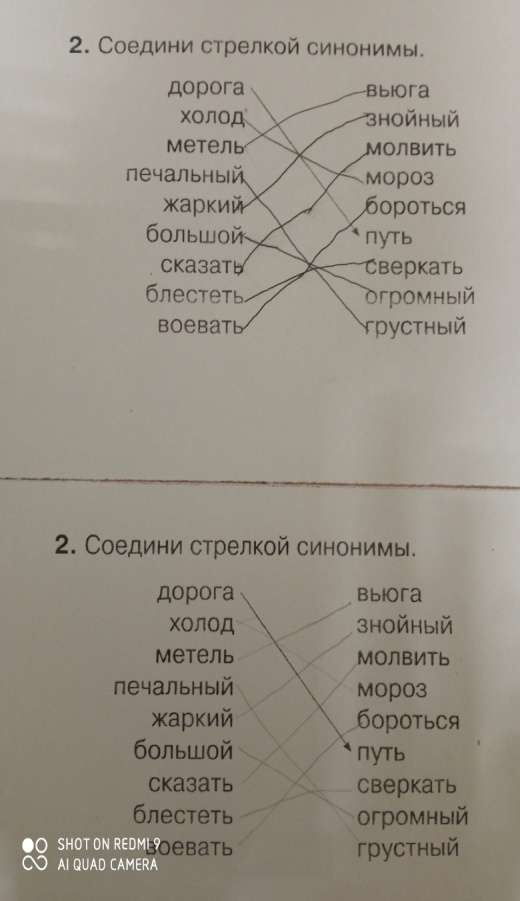 2. Соедини стрелкой синонимы.
дорога вьюга
холод знойный
метель молвить
печальный мороз
жаркий бороться
большой путь
сказать сверкать
блестеть огромный
воевать грустный
2. Соедини стрелкой синонимы.
дорога вьюга
холод знойный
метель молвить
печальный мороз
жаркий бороться
большой путь
сказать сверкать
блестеть огромный
воевать грустный
SHOT ON REDMI 9
AI QUAD CAMERA